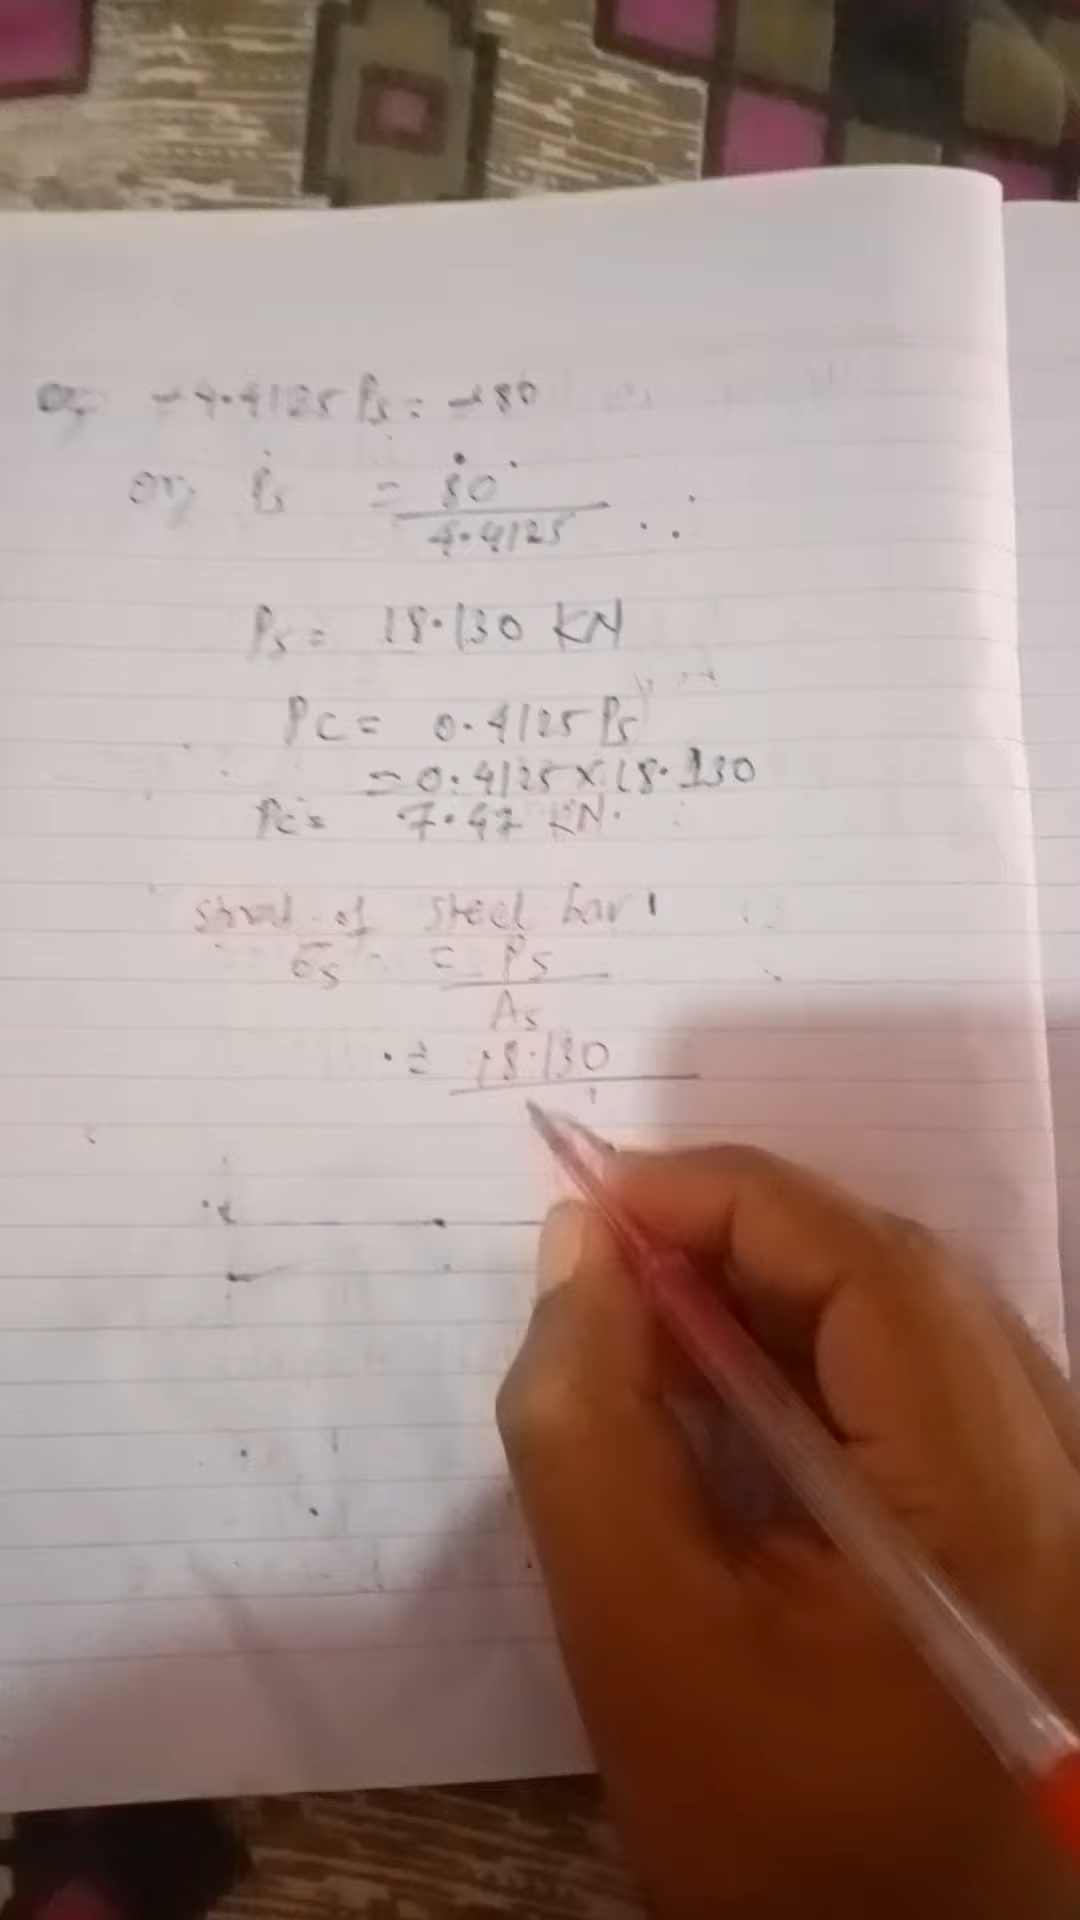 or, -4.4125 Ps = -80
or, Ps = 80
4.4125
Ps = 18.130 KN
Pc = 0.4125 Ps
= 0.4125 × 18.130
Pc = 7.47 KN.
of steel bar
σs = Ps
As
= 18.130